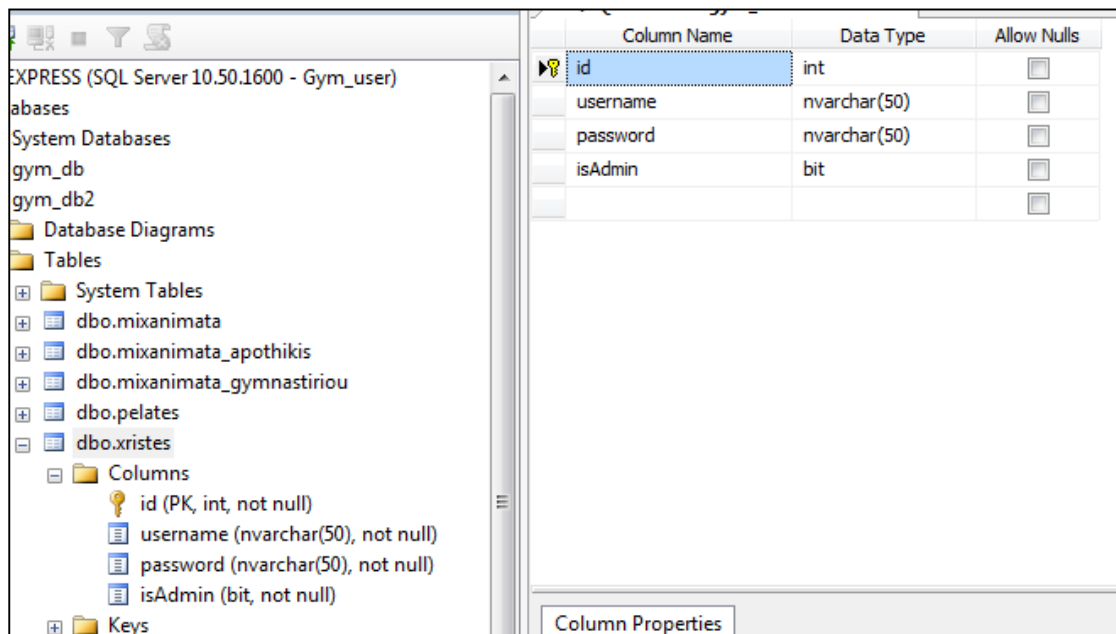 EXPRESS (SQL Server 10.50.1600 - Gym_user)
abases
System Databases
gym_db
gym_db2
Database Diagrams
Tables
System Tables
dbo.mixanimata
dbo.mixanimata_apothikis
dbo.mixanimata_gymnastiriou
dbo.pelates
dbo.xristes
Columns
id (PK, int, not null)
username (nvarchar(50), not null)
password (nvarchar(50), not null)
isAdmin (bit, not null)
Keys
Column Name Data Type Allow Nulls
id int
username nvarchar(50)
password nvarchar(50)
isAdmin bit
Column Properties